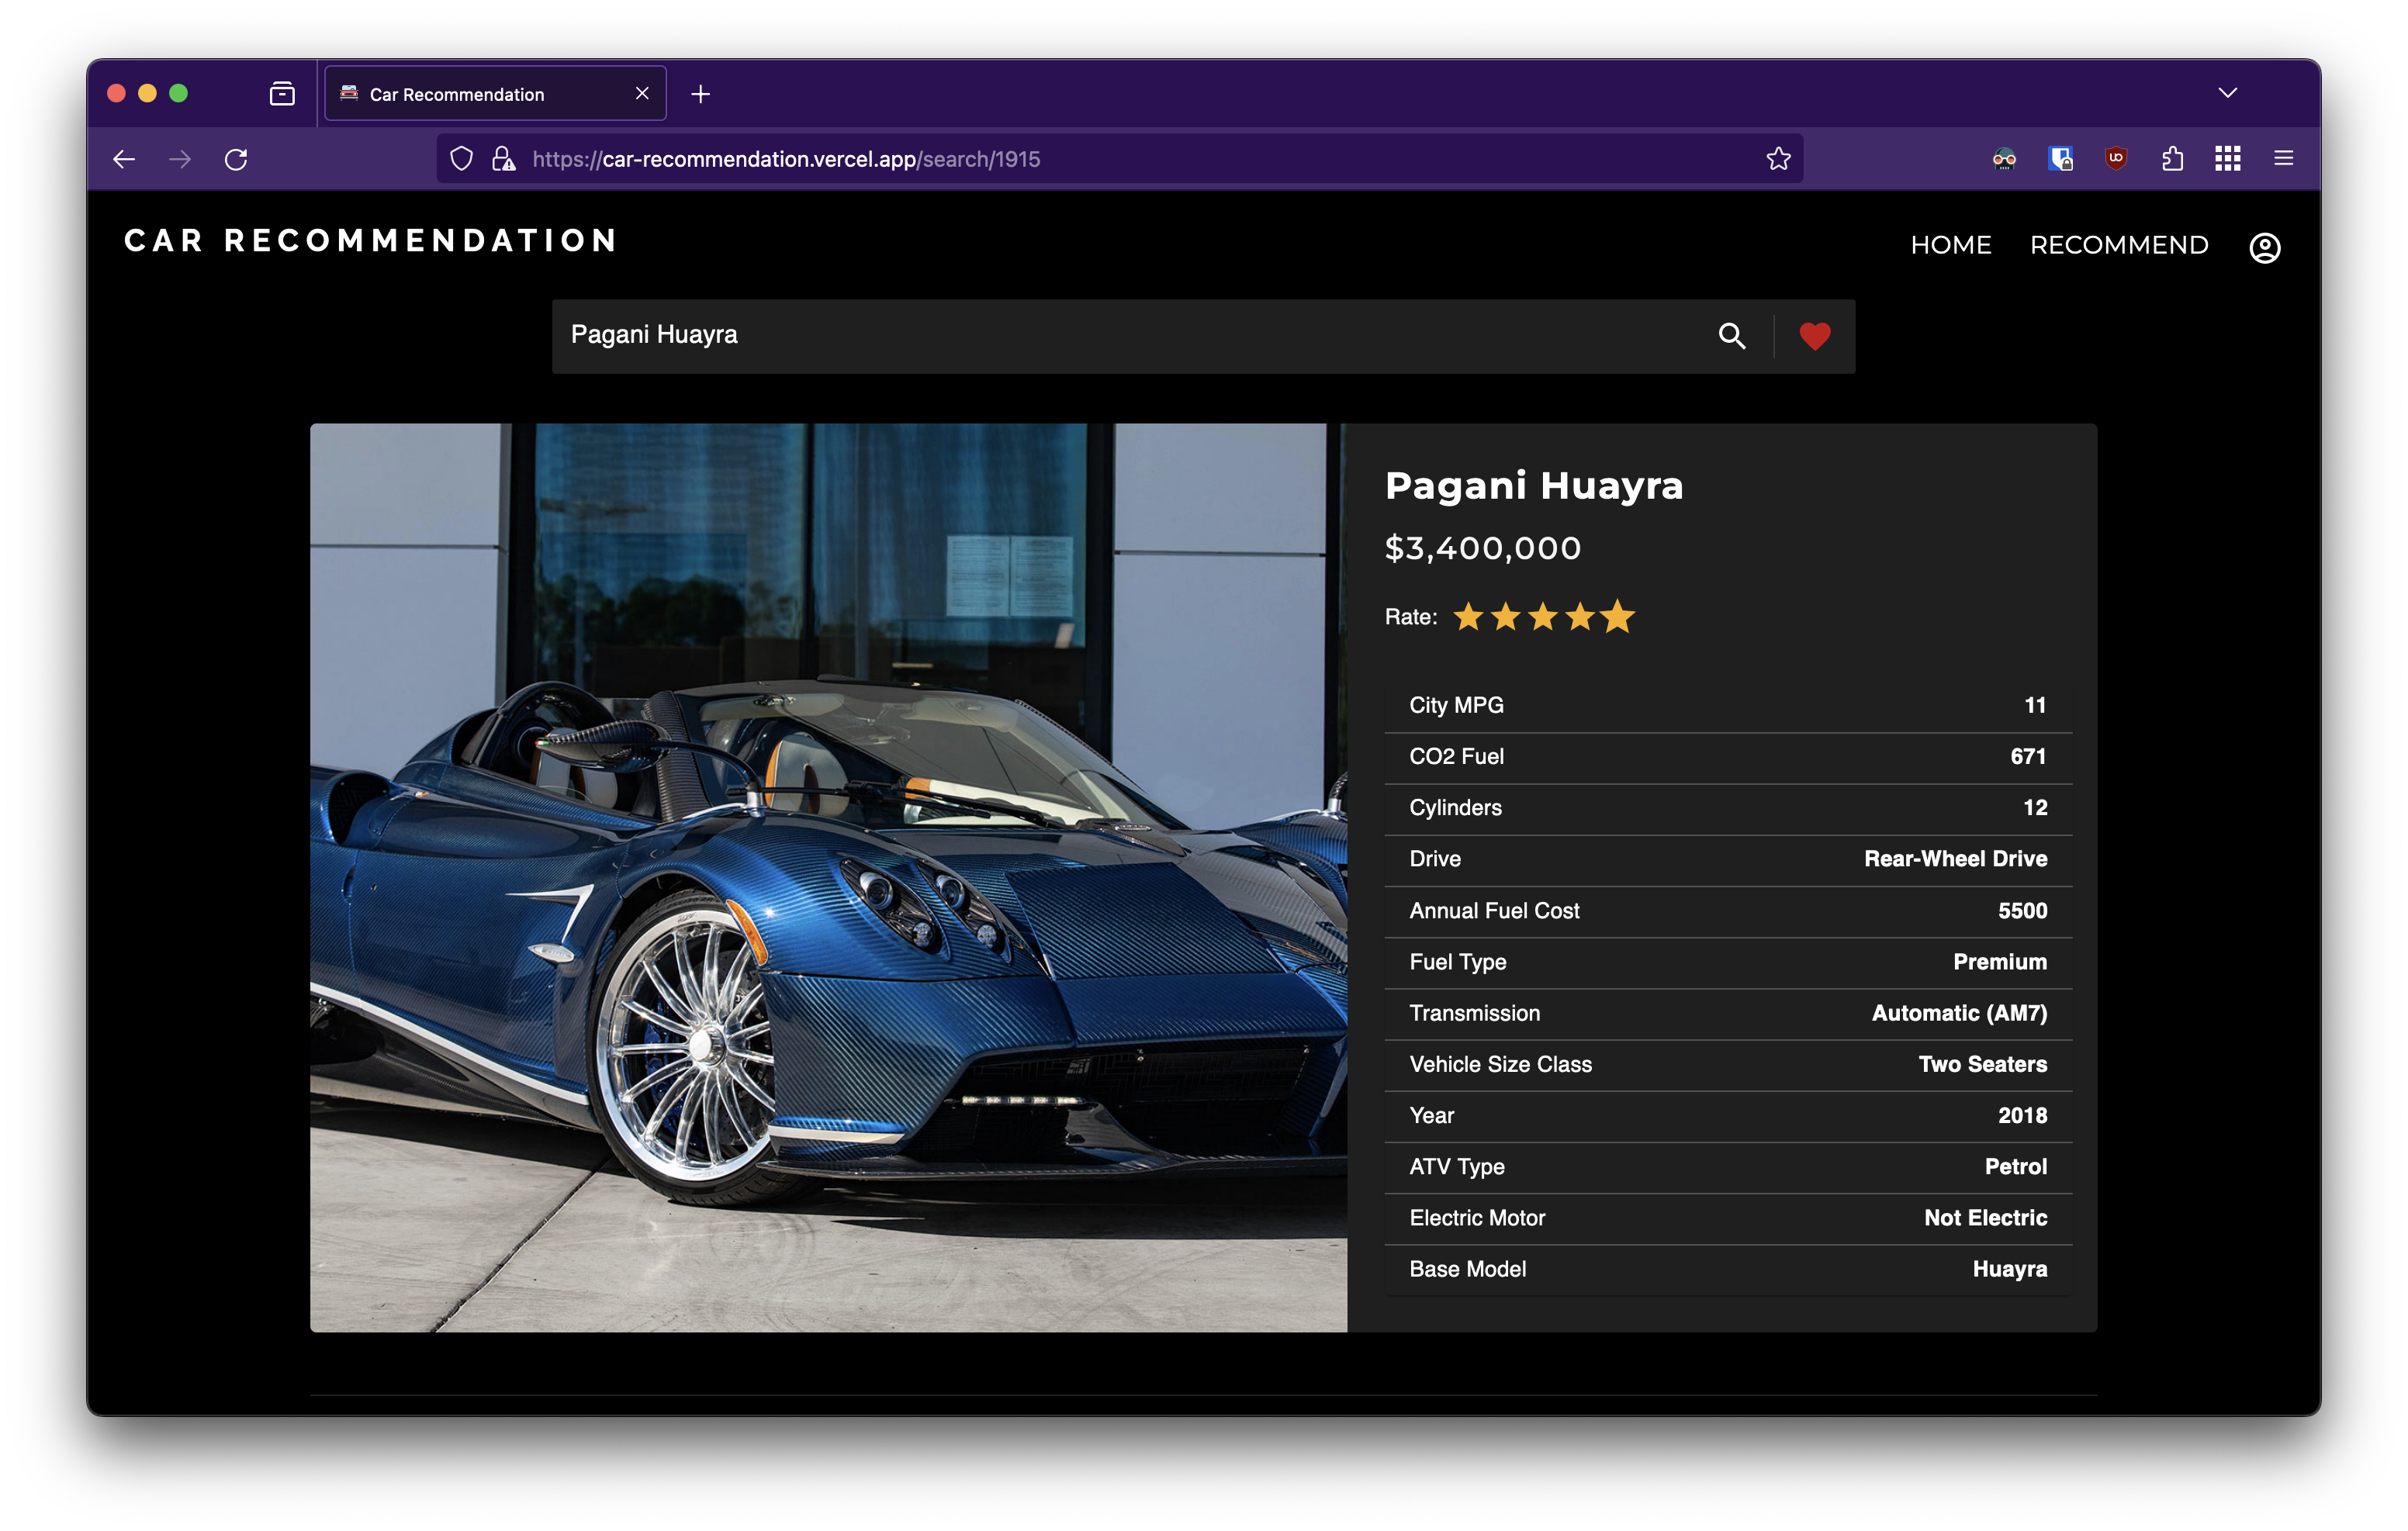 Car Recommendation
https://car-recommendation.vercel.app/search/1915
CAR RECOMMENDATION
HOME RECOMMEND
Pagani Huayra
Pagani Huayra
$3,400,000
Rate:
City MPG 11
CO2 Fuel 671
Cylinders 12
Drive Rear-Wheel Drive
Annual Fuel Cost 5500
Fuel Type Premium
Transmission Automatic (AM7)
Vehicle Size Class Two Seaters
Year 2018
ATV Type Petrol
Electric Motor Not Electric
Base Model Huayra